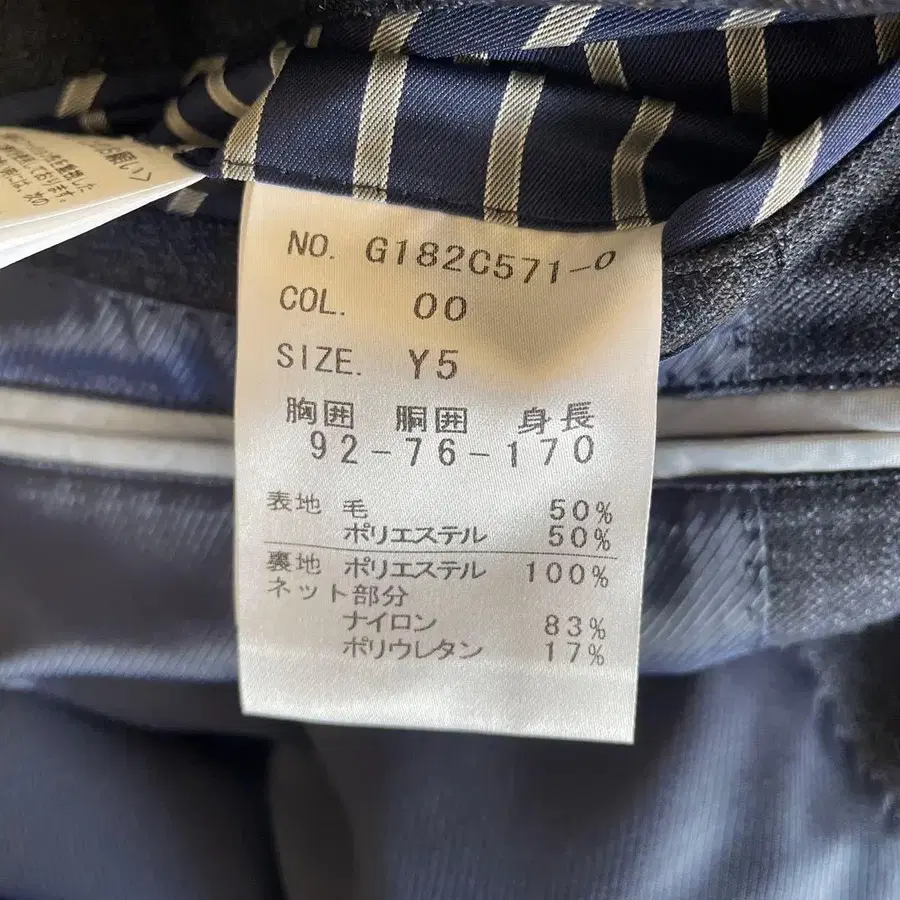 NO. G182C571-0
COL. 00
SIZE. Y5
胸囲 胴囲 身長
92-76-170
表地 毛 50%
ポリエステル 50%
裏地 ポリエステル 100%
ネット部分
ナイロン 83%
ポリウレタン 17%
願い>